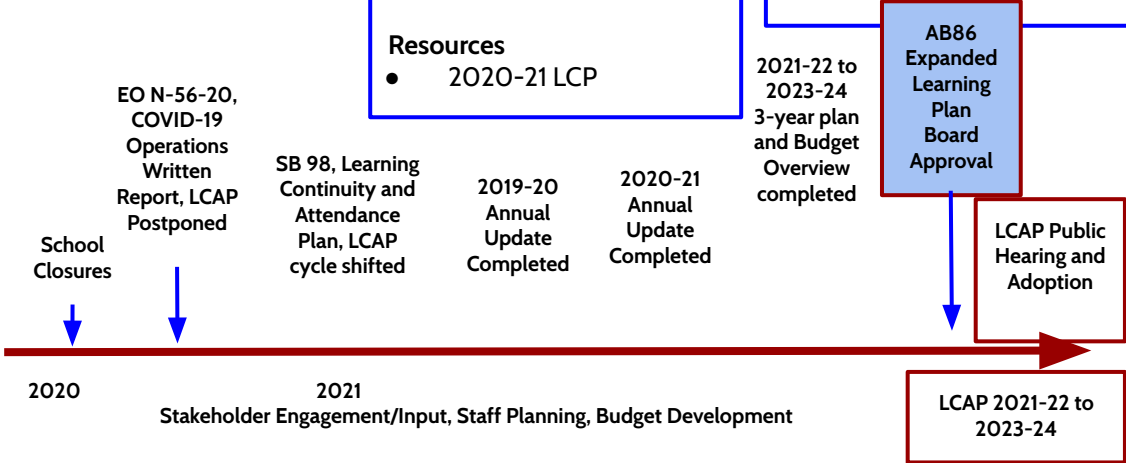 Resources
● 2020-21 LCP
School
Closures
EO N-56-20,
COVID-19
Operations
Written
Report, LCAP
Postponed
SB 98, Learning
Continuity and
Attendance
Plan, LCAP
cycle shifted
2019-20
Annual
Update
Completed
2020-21
Annual
Update
Completed
2021-22 to
2023-24
3-year plan
and Budget
Overview
completed
AB86
Expanded
Learning
Plan
Board
Approval
LCAP Public
Hearing and
Adoption
2020
2021
Stakeholder Engagement/Input, Staff Planning, Budget Development
LCAP 2021-22 to
2023-24